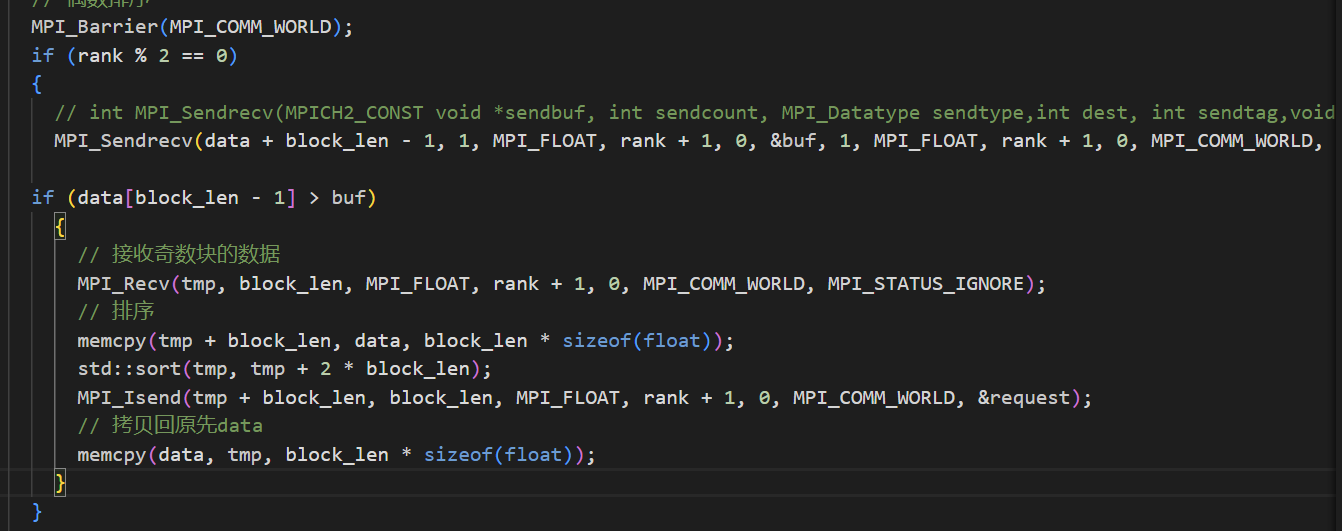 // 偶数排序
MPI_Barrier(MPI_COMM_WORLD);
if (rank % 2 == 0)
{
// int MPI_Sendrecv(MPICH2_CONST void *sendbuf, int sendcount, MPI_Datatype sendtype,int dest, int sendtag,void
MPI_Sendrecv(data + block_len - 1, 1, MPI_FLOAT, rank + 1, 0, &buf, 1, MPI_FLOAT, rank + 1, 0, MPI_COMM_WORLD,
if (data[block_len - 1] > buf)
{
// 接收奇数块的数据
MPI_Recv(tmp, block_len, MPI_FLOAT, rank + 1, 0, MPI_COMM_WORLD, MPI_STATUS_IGNORE);
// 排序
memcpy(tmp + block_len, data, block_len * sizeof(float));
std::sort(tmp, tmp + 2 * block_len);
MPI_Isend(tmp + block_len, block_len, MPI_FLOAT, rank + 1, 0, MPI_COMM_WORLD, &request);
// 拷贝回原先data
memcpy(data, tmp, block_len * sizeof(float));
}
}